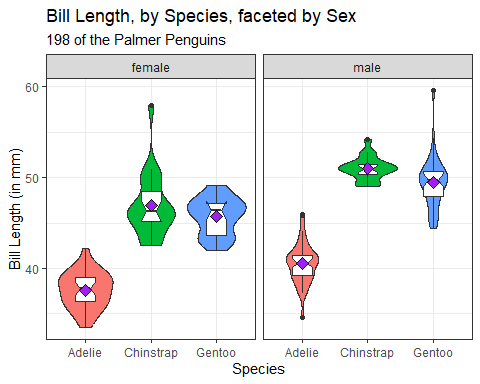 Bill Length, by Species, faceted by Sex
198 of the Palmer Penguins
female male
60
50
40
Bill Length (in mm)
Adelie Chinstrap Gentoo Adelie Chinstrap Gentoo
Species